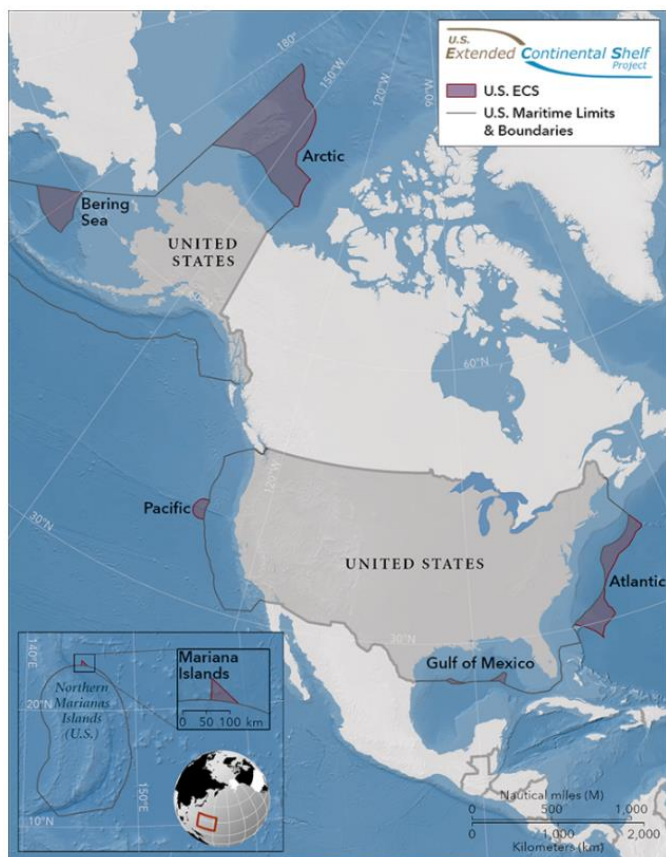 U.S.
Extended Continental Shelf
Project
U.S. ECS
U.S. Maritime Limits
& Boundaries
180°
150°W
120°W
90°W
Arctic
Bering
Sea
UNITED
STATES
60°N
120°W
Pacific
30°N
UNITED STATES
Atlantic
30°N
Gulf of Mexico
140°E
Mariana
Islands
0 50 100 km
Northern
Marianas
Islands
(U.S.)
20°N
150°E
10°N
Nautical miles (M)
0 500 1,000
0 1,000 2,000
Kilometers (km)